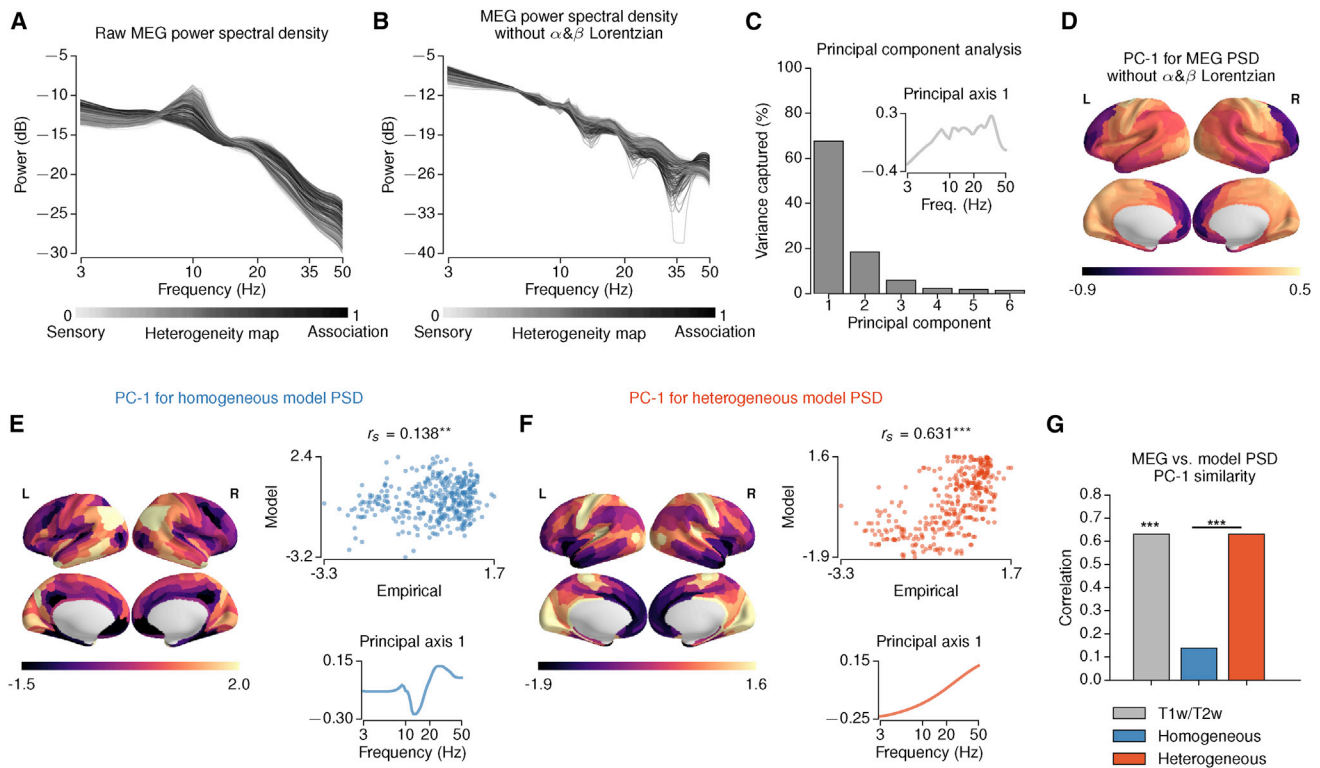 A
Raw MEG power spectral density
−5
−10
−15
−20
−25
−30
Power (dB)
3 10 20 35 50
Frequency (Hz)
0 1
Sensory Heterogeneity map Association
B
MEG power spectral density
without α&β Lorentzian
−5
−12
−19
−26
−33
−40
Power (dB)
3 10 20 35 50
Frequency (Hz)
0 1
Sensory Heterogeneity map Association
C
Principal component analysis
100
80
60
40
20
0
Variance captured (%)
1 2 3 4 5 6
Principal component
Principal axis 1
0.3
−0.4
3 10 20 50
Freq. (Hz)
D
PC-1 for MEG PSD
without α&β Lorentzian
L R
-0.9 0.5
PC-1 for homogeneous model PSD
E
L R
-1.5 2.0
rs = 0.138**
2.4
Model
-3.2
-3.3 1.7
Empirical
Principal axis 1
0.15
−0.30
3 10 20 50
Frequency (Hz)
PC-1 for heterogeneous model PSD
F
L R
-1.9 1.6
rs = 0.631***
1.6
Model
-1.9
-3.3 1.7
Empirical
Principal axis 1
0.15
−0.25
3 10 20 50
Frequency (Hz)
G
MEG vs. model PSD
PC-1 similarity
0.8
0.7
0.6
0.5
0.4
0.3
0.2
0.1
0.0
Correlation
*** ***
T1w/T2w
Homogeneous
Heterogeneous